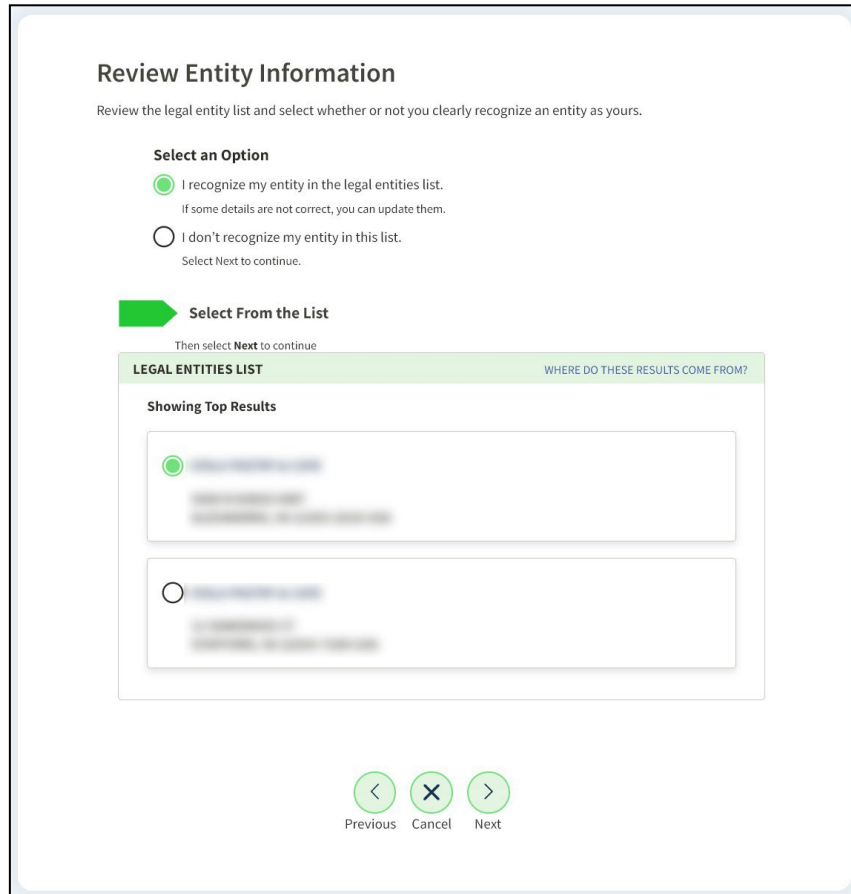 Review Entity Information
Review the legal entity list and select whether or not you clearly recognize an entity as yours.
Select an Option
I recognize my entity in the legal entities list.
If some details are not correct, you can update them.
I don't recognize my entity in this list.
Select Next to continue.
Select From the List
Then select Next to continue
LEGAL ENTITIES LIST WHERE DO THESE RESULTS COME FROM?
Showing Top Results
Previous Cancel Next